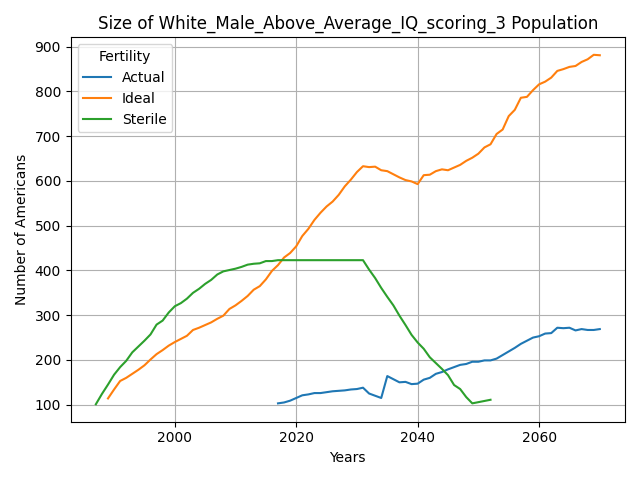 Size of White_Male_Above_Average_IQ_scoring_3 Population
Fertility
Actual
Ideal
Sterile
Number of Americans
900
800
700
600
500
400
300
200
100
2000 2020 2040 2060
Years